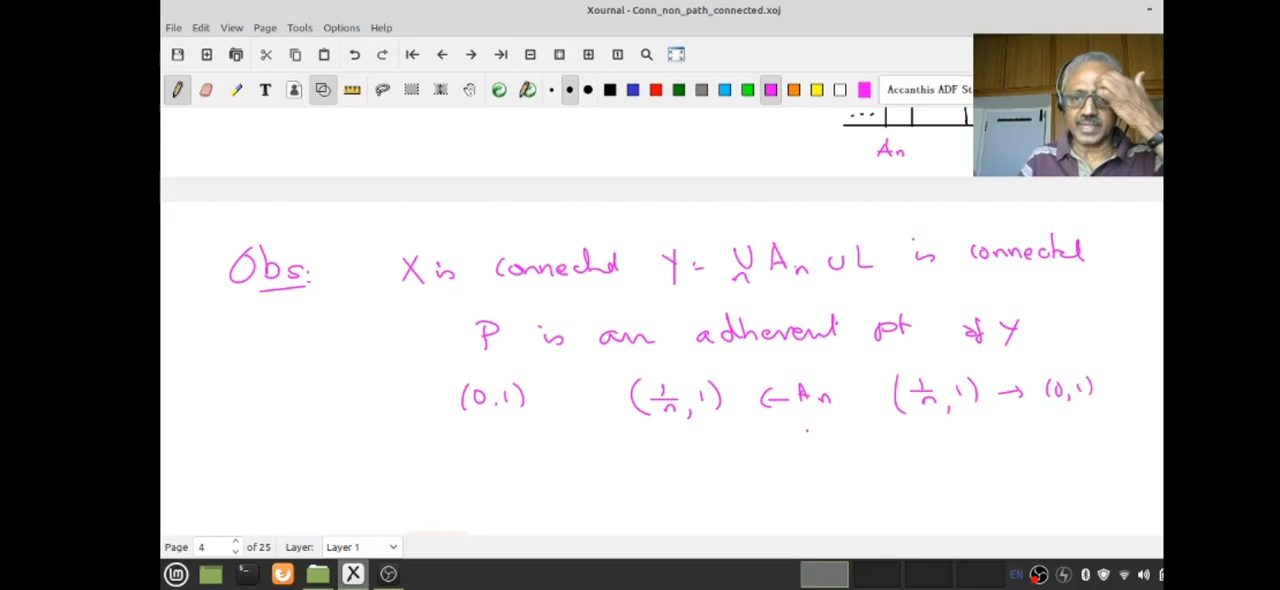 Xournal - Conn_non_path_connected.xoj
File Edit View Page Tools Options Help
Accanthis ADF St
An
Obs: X is connected Y = ∪ₙ Aₙ ∪ L is connected
P is an adherent pt of Y
(0,1) (1/n, 1) ∈ An (1/n, 1) → (0,1)
Page 4 of 25 Layer: Layer 1
EN